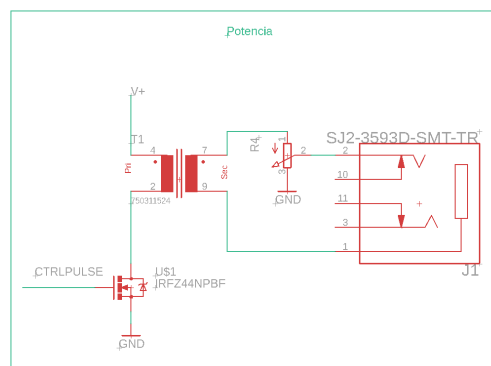 Potencia
V+
T1
4
7
Pri
Sec
2
9
750311524
R4
1
2
3
GND
SJ2-3593D-SMT-TR
2
10
11
3
1
J1
CTRLPULSE
U$1
IRFZ44NPBF
GND